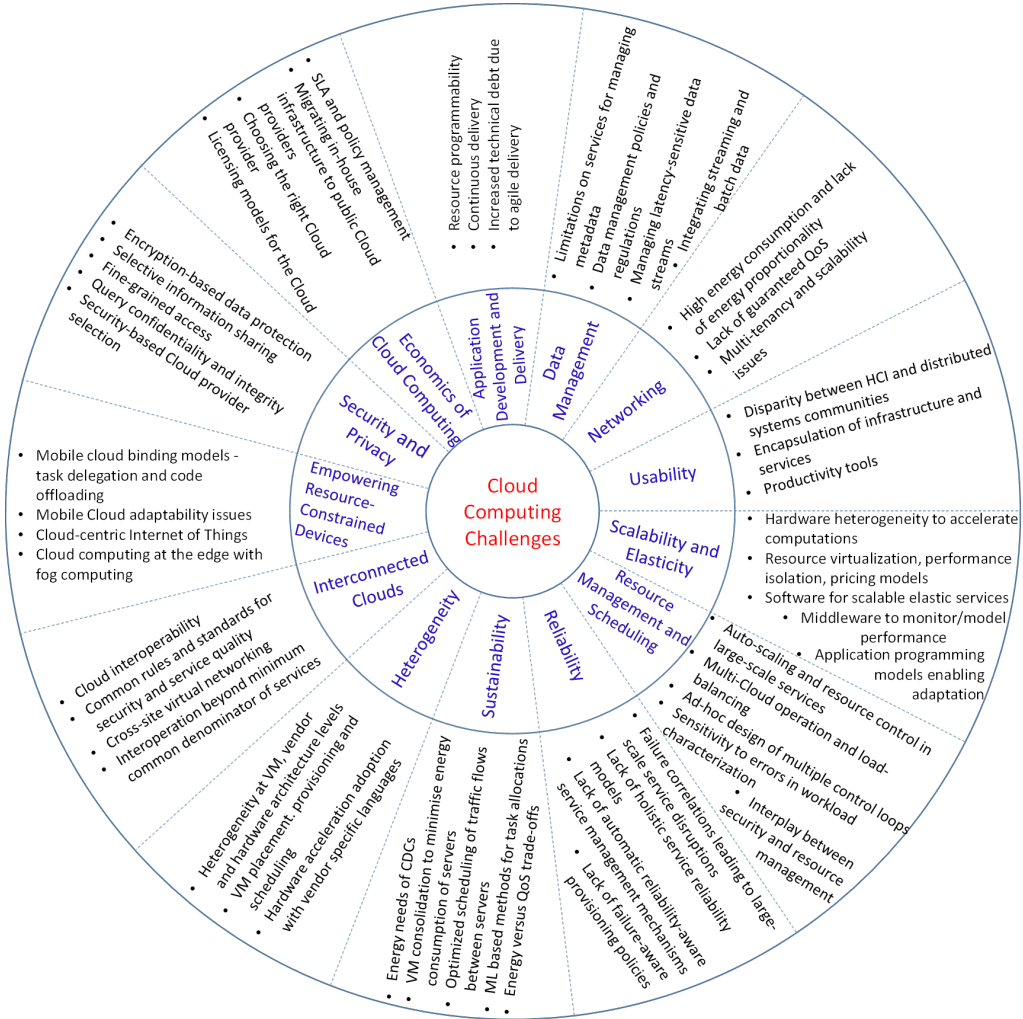 Cloud
Computing
Challenges
Application
Development and
Delivery
• Resource programmability
• Continuous delivery
• Increased technical debt due
to agile delivery
Data
Management
• Limitations on services for managing
metadata
• Data management policies and
regulations
• Managing latency-sensitive data
streams
• Integrating streaming and
batch data
Networking
• High energy consumption and lack
of energy proportionality
• Lack of guaranteed QoS
• Multi-tenancy and scalability
issues
Usability
• Disparity between HCI and distributed
systems communities
• Encapsulation of infrastructure and
services
• Productivity tools
Scalability and
Elasticity
• Hardware heterogeneity to accelerate
computations
• Resource virtualization, performance
isolation, pricing models
• Software for scalable elastic services
• Middleware to monitor/model
performance
• Application programming
models enabling
adaptation
Resource
Management and
Scheduling
• Auto-scaling and resource control in
large-scale services
• Multi-Cloud operation and load-
balancing
• Ad-hoc design of multiple control loops
• Sensitivity to errors in workload
characterization
• Interplay between
security and resource
management
Reliability
• Failure correlations leading to large-
scale service disruptions
• Lack of holistic service reliability
models
• Lack of automatic reliability-aware
service management mechanisms
• Lack of failure-aware
provisioning policies
Sustainability
• Energy needs of CDCs
• VM consolidation to minimise energy
consumption of servers
• Optimized scheduling of traffic flows
between servers
• ML based methods for task allocations
• Energy versus QoS trade-offs
Heterogeneity
• Heterogeneity at VM, vendor
and hardware architecture levels
• VM placement, provisioning and
scheduling
• Hardware acceleration adoption
with vendor specific languages
Interconnected
Clouds
• Cloud interoperability
• Common rules and standards for
security and service quality
• Cross-site virtual networking
• Interoperation beyond minimum
common denominator of services
Empowering
Resource-
Constrained
Devices
• Mobile cloud binding models -
task delegation and code
offloading
• Mobile Cloud adaptability issues
• Cloud-centric Internet of Things
• Cloud computing at the edge with
fog computing
Security and
Privacy
• Encryption-based data protection
• Selective information sharing
• Fine-grained access
• Query confidentiality and integrity
• Security-based Cloud provider
selection
Economics of
Cloud Computing
• SLA and policy management
• Migrating in-house
infrastructure to public Cloud
providers
• Choosing the right Cloud
provider
• Licensing models for the Cloud